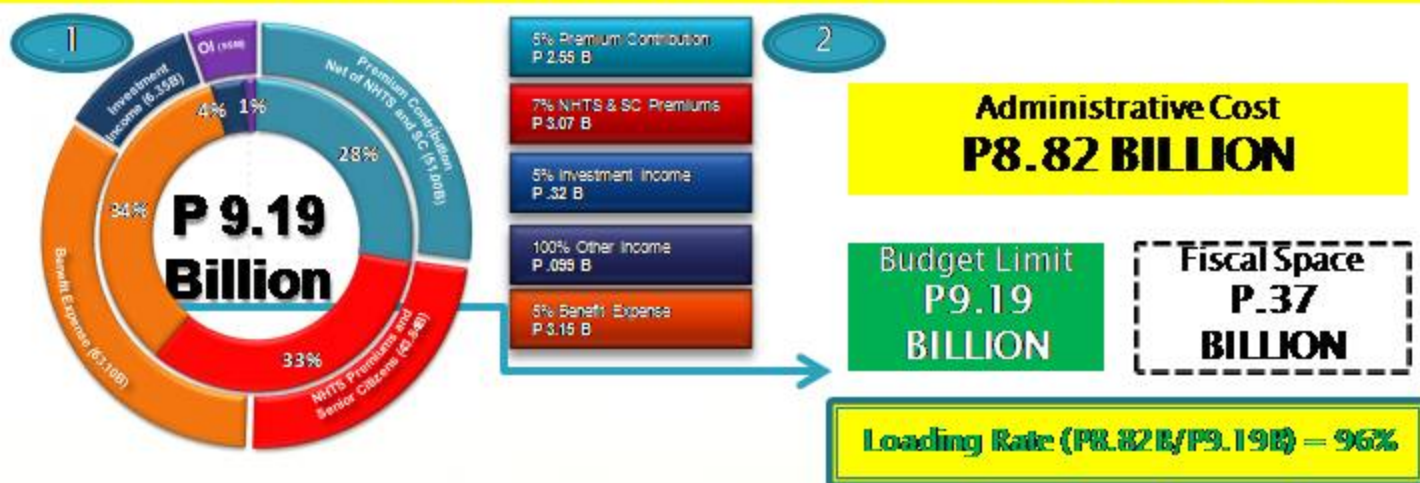 1
OI
Investment
Income (6.35B)
Premium Contribution
Net of NHTS and SC (51.00B)
Benefit Expense (63.10B)
NHTS Premiums and
Senior Citizens (43.84B)
4%
1%
28%
34%
33%
P 9.19
Billion
5% Premium Contribution
P 2.55 B
7% NHTS & SC Premiums
P 3.07 B
5% Investment Income
P .32 B
100% Other Income
P .099 B
5% Benefit Expense
P 3.15 B
2
Administrative Cost
P8.82 BILLION
Budget Limit
P9.19
BILLION
Fiscal Space
P.37
BILLION
Loading Rate (P8.82B/P9.19B) = 96%